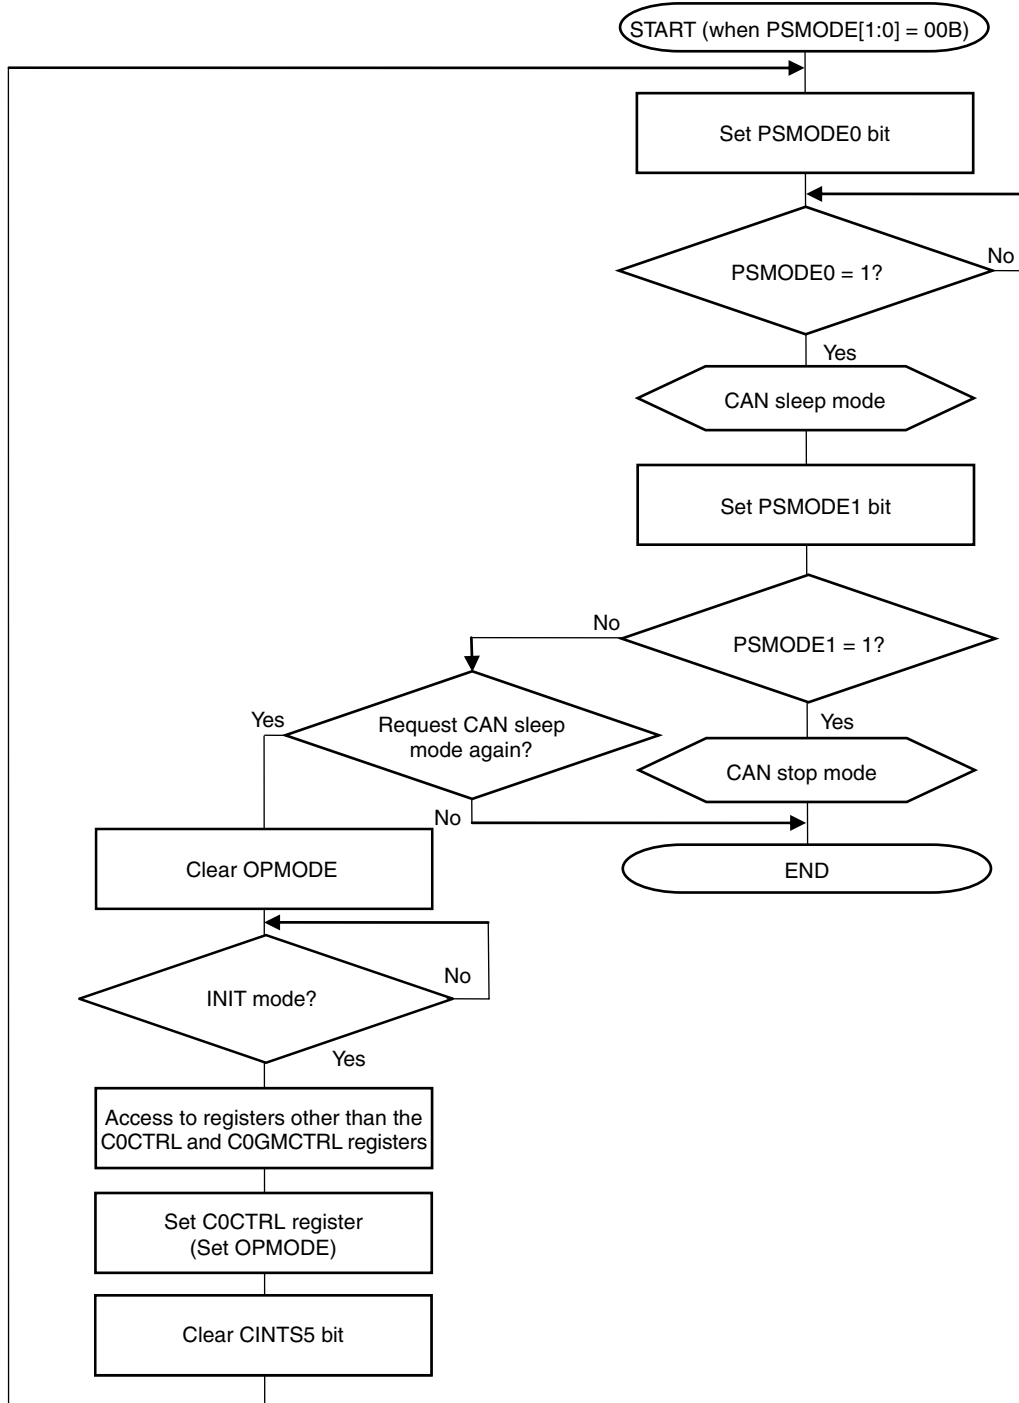 START (when PSMODE[1:0] = 00B)
Set PSMODE0 bit
PSMODE0 = 1?
No
Yes
CAN sleep mode
Set PSMODE1 bit
PSMODE1 = 1?
No
Yes
Request CAN sleep
mode again?
Yes
No
CAN stop mode
END
Clear OPMODE
INIT mode?
No
Yes
Access to registers other than the
C0CTRL and C0GMCTRL registers
Set C0CTRL register
(Set OPMODE)
Clear CINTS5 bit